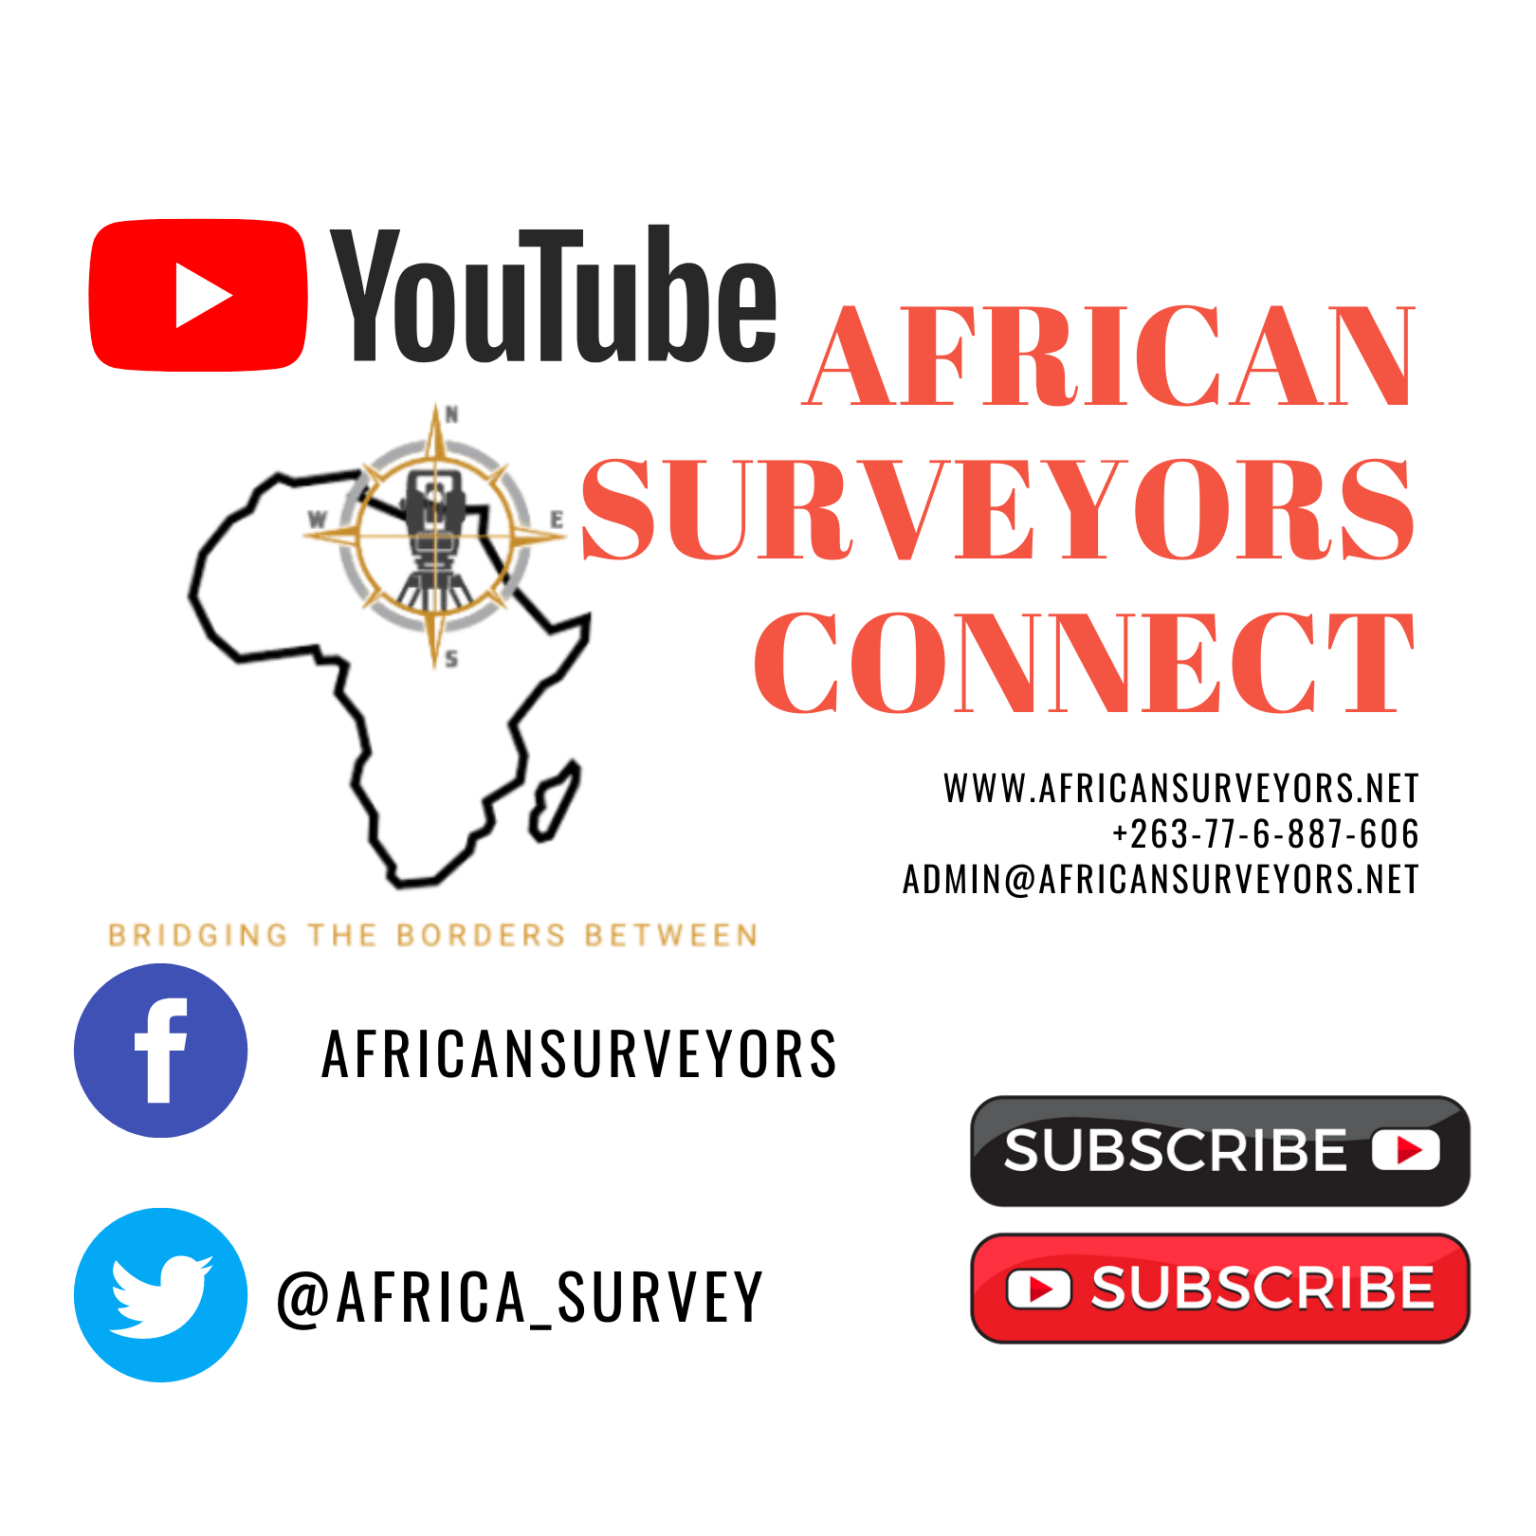 YouTube
AFRICAN
SURVEYORS
CONNECT
N
W
E
S
WWW.AFRICANSURVEYORS.NET
+263-77-6-887-606
ADMIN@AFRICANSURVEYORS.NET
BRIDGING THE BORDERS BETWEEN
f
AFRICANSURVEYORS
@AFRICA_SURVEY
SUBSCRIBE
SUBSCRIBE